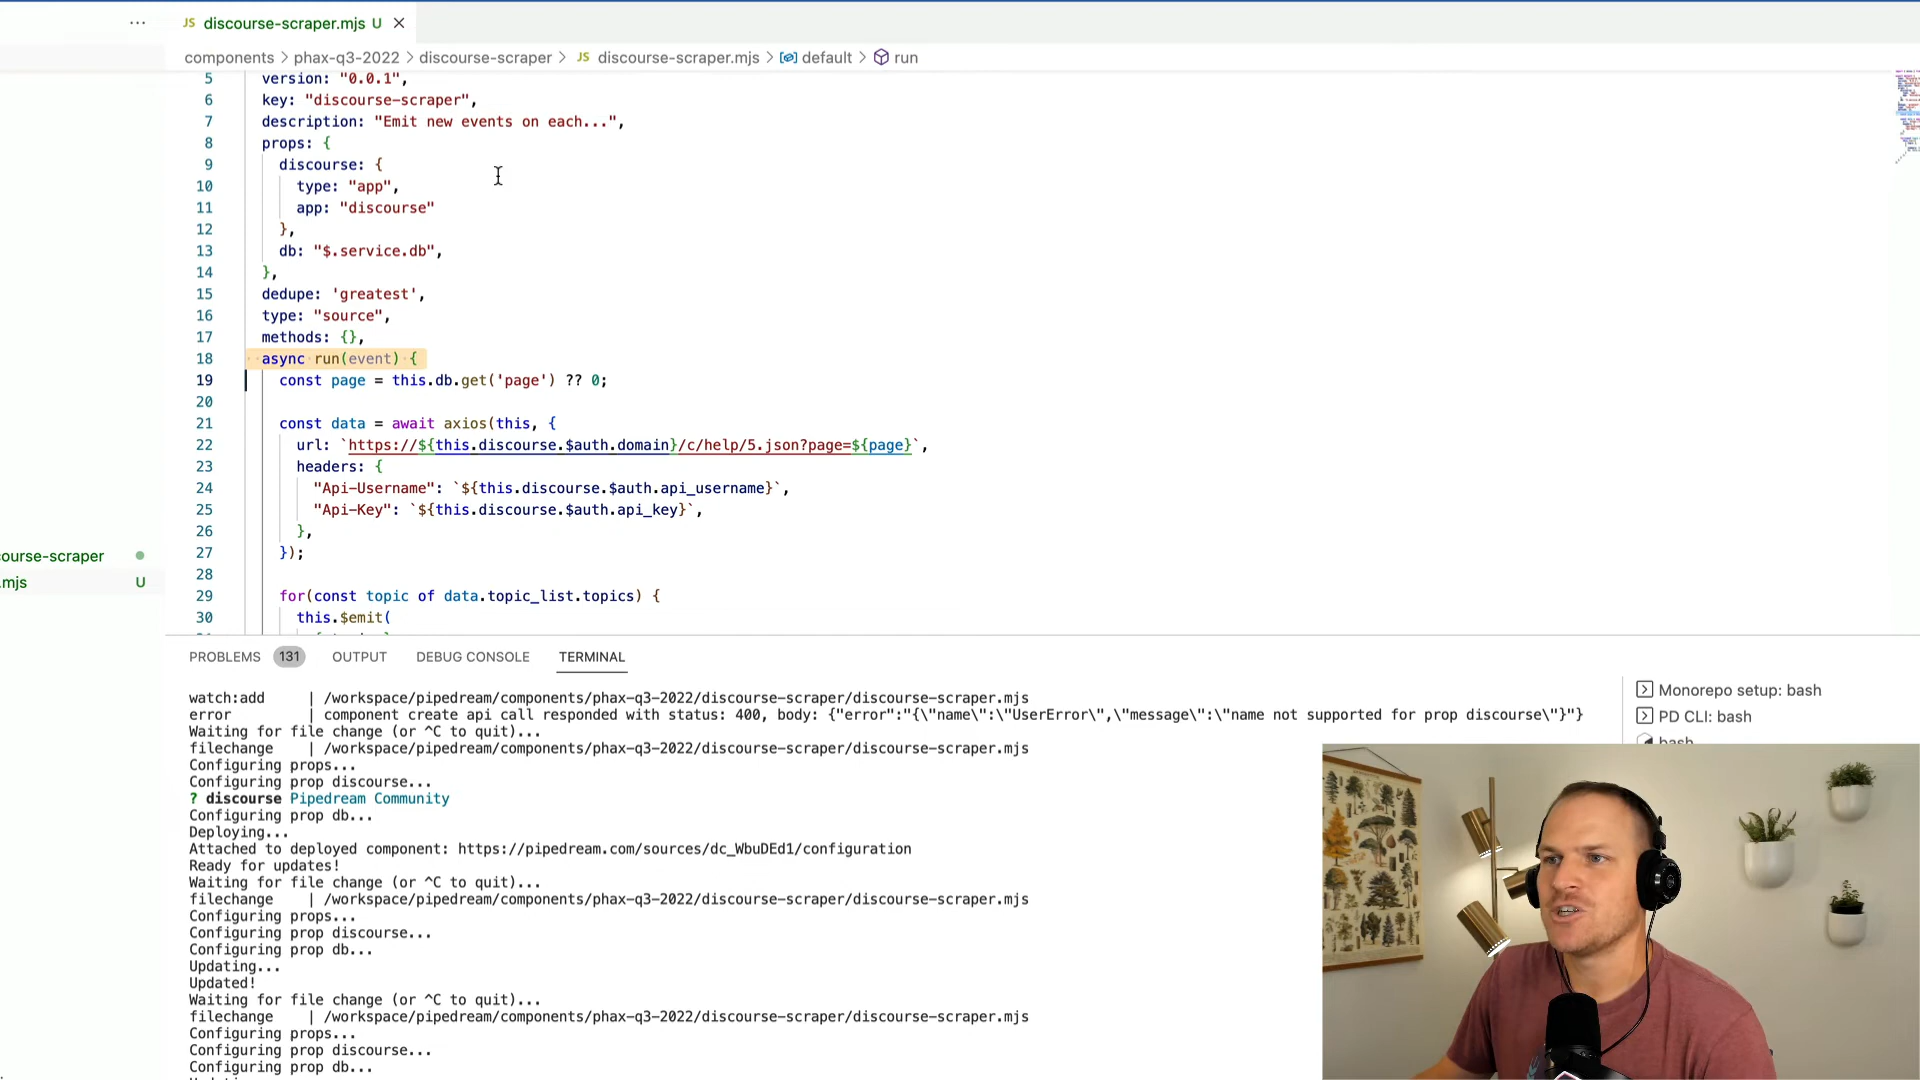 ...
JS discourse-scraper.mjs U ×
components > phax-q3-2022 > discourse-scraper > JS discourse-scraper.mjs > default > run
5 version: "0.0.1",
6 key: "discourse-scraper",
7 description: "Emit new events on each...",
8 props: {
9 discourse: {
10 type: "app",
11 app: "discourse"
12 },
13 db: "$.service.db",
14 },
15 dedupe: 'greatest',
16 type: "source",
17 methods: {},
18 async run(event) {
19 const page = this.db.get('page') ?? 0;
20
21 const data = await axios(this, {
22 url: `https://${this.discourse.$auth.domain}/c/help/5.json?page=${page}`,
23 headers: {
24 "Api-Username": `${this.discourse.$auth.api_username}`,
25 "Api-Key": `${this.discourse.$auth.api_key}`,
26 },
27 });
28
29 for(const topic of data.topic_list.topics) {
30 this.$emit(
course-scraper
.mjs U
PROBLEMS 131 OUTPUT DEBUG CONSOLE TERMINAL
watch:add | /workspace/pipedream/components/phax-q3-2022/discourse-scraper/discourse-scraper.mjs
error | component create api call responded with status: 400, body: {"error":"{\"name\":\"UserError\",\"message\":\"name not supported for prop discourse\"}"}
Waiting for file change (or ^C to quit)...
filechange | /workspace/pipedream/components/phax-q3-2022/discourse-scraper/discourse-scraper.mjs
Configuring props...
Configuring prop discourse...
? discourse Pipedream Community
Configuring prop db...
Deploying...
Attached to deployed component: https://pipedream.com/sources/dc_WbuDEd1/configuration
Ready for updates!
Waiting for file change (or ^C to quit)...
filechange | /workspace/pipedream/components/phax-q3-2022/discourse-scraper/discourse-scraper.mjs
Configuring props...
Configuring prop discourse...
Configuring prop db...
Updating...
Updated!
Waiting for file change (or ^C to quit)...
filechange | /workspace/pipedream/components/phax-q3-2022/discourse-scraper/discourse-scraper.mjs
Configuring props...
Configuring prop discourse...
Configuring prop db...
Monorepo setup: bash
PD CLI: bash
bash